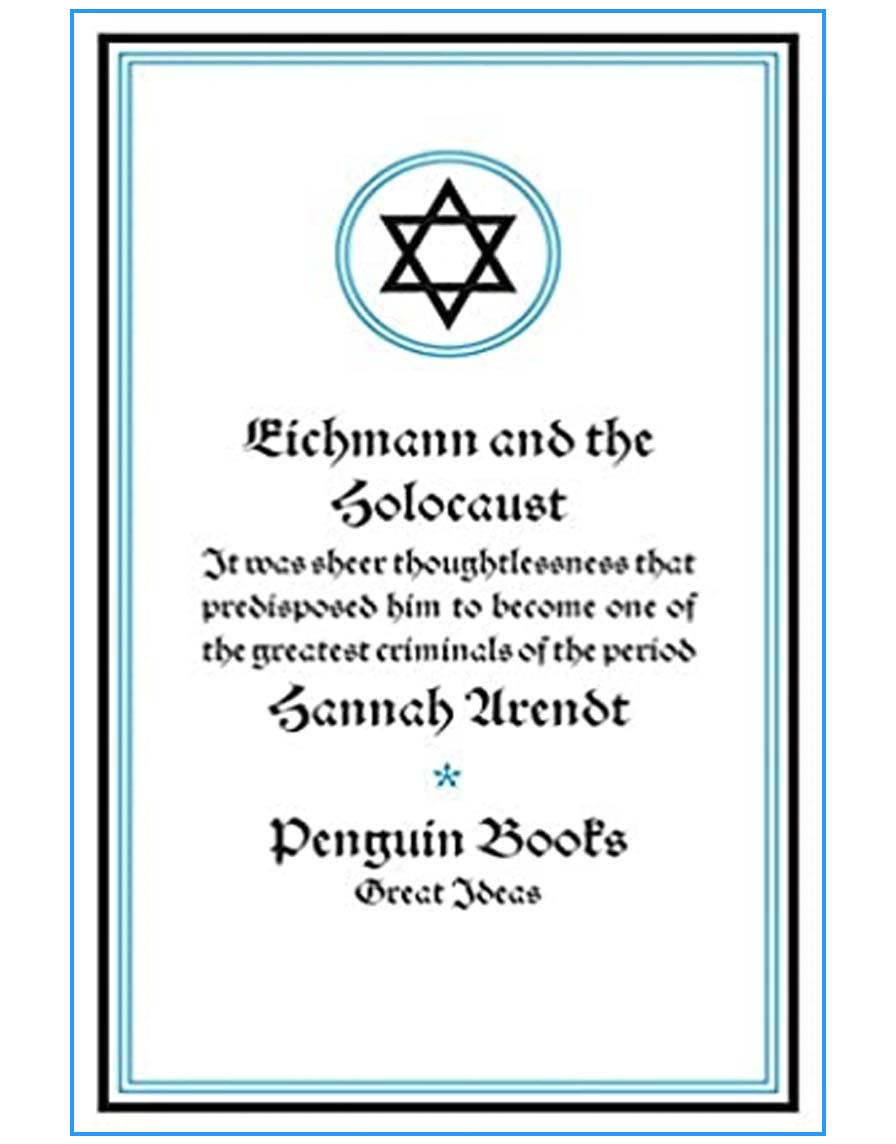 Eichmann and the
Holocaust
It was sheer thoughtlessness that
predisposed him to become one of
the greatest criminals of the period
Hannah Arendt
*
Penguin Books
Great Ideas